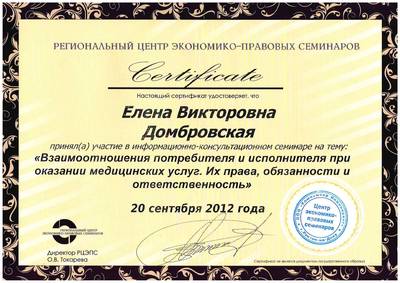 РЕГИОНАЛЬНЫЙ ЦЕНТР ЭКОНОМИКО-ПРАВОВЫХ СЕМИНАРОВ
Certificate
Настоящий сертификат удостоверяет, что
Елена Викторовна
Домбровская
принял(а) участие в информационно-консультационном семинаре на тему:
«Взаимоотношения потребителя и исполнителя при
оказании медицинских услуг. Их права, обязанности и
ответственность»
20 сентября 2012 года
Центр
экономико-
правовых
семинаров
РЕГИОНАЛЬНЫЙ ЦЕНТР
ЭКОНОМИКО-ПРАВОВЫХ СЕМИНАРОВ
Директор РЦЭПС
О.В. Токарева
Сертификат не является документом государственного образца